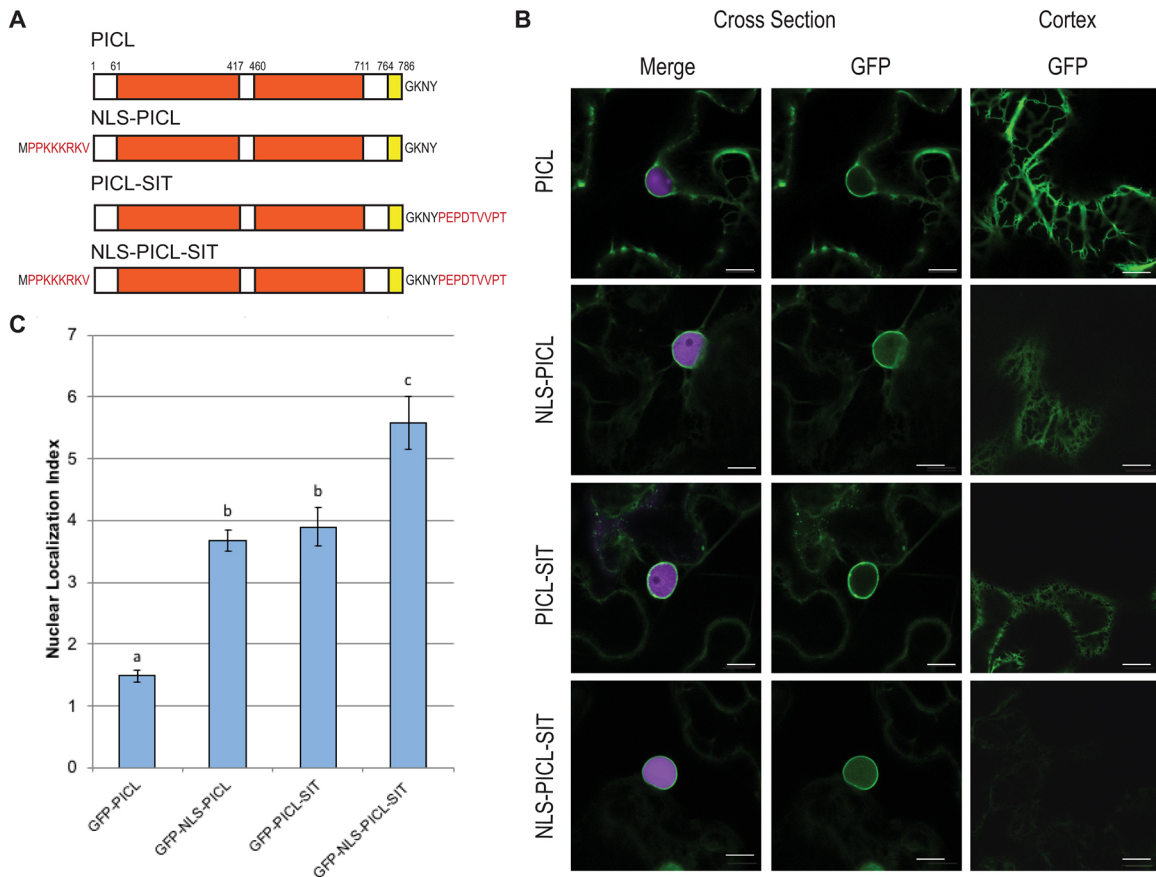 A
PICL
1 61 417 460 711 764 786
GKNY
NLS-PICL
MPPKKKRKV GKNY
PICL-SIT
GKNYPEPDTVVPT
NLS-PICL-SIT
MPPKKKRKV GKNYPEPDTVVPT
C
Nuclear Localization Index
7
6
5
4
3
2
1
0
a
b
b
c
GFP-PICL
GFP-NLS-PICL
GFP-PICL-SIT
GFP-NLS-PICL-SIT
B
Cross Section Cortex
Merge GFP GFP
PICL
NLS-PICL
PICL-SIT
NLS-PICL-SIT